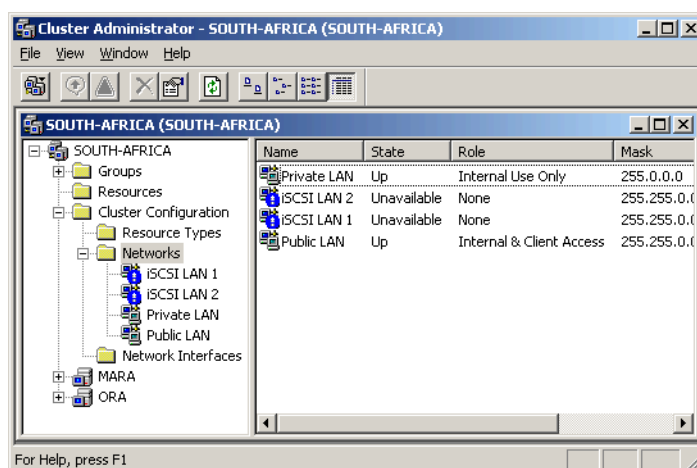 Cluster Administrator - SOUTH-AFRICA (SOUTH-AFRICA)
File View Window Help
SOUTH-AFRICA (SOUTH-AFRICA)
SOUTH-AFRICA
Groups
Resources
Cluster Configuration
Resource Types
Networks
iSCSI LAN 1
iSCSI LAN 2
Private LAN
Public LAN
Network Interfaces
MARA
ORA
Name State Role Mask
Private LAN Up Internal Use Only 255.0.0.0
iSCSI LAN 2 Unavailable None 255.255.0.
iSCSI LAN 1 Unavailable None 255.255.0.
Public LAN Up Internal & Client Access 255.255.0.
For Help, press F1